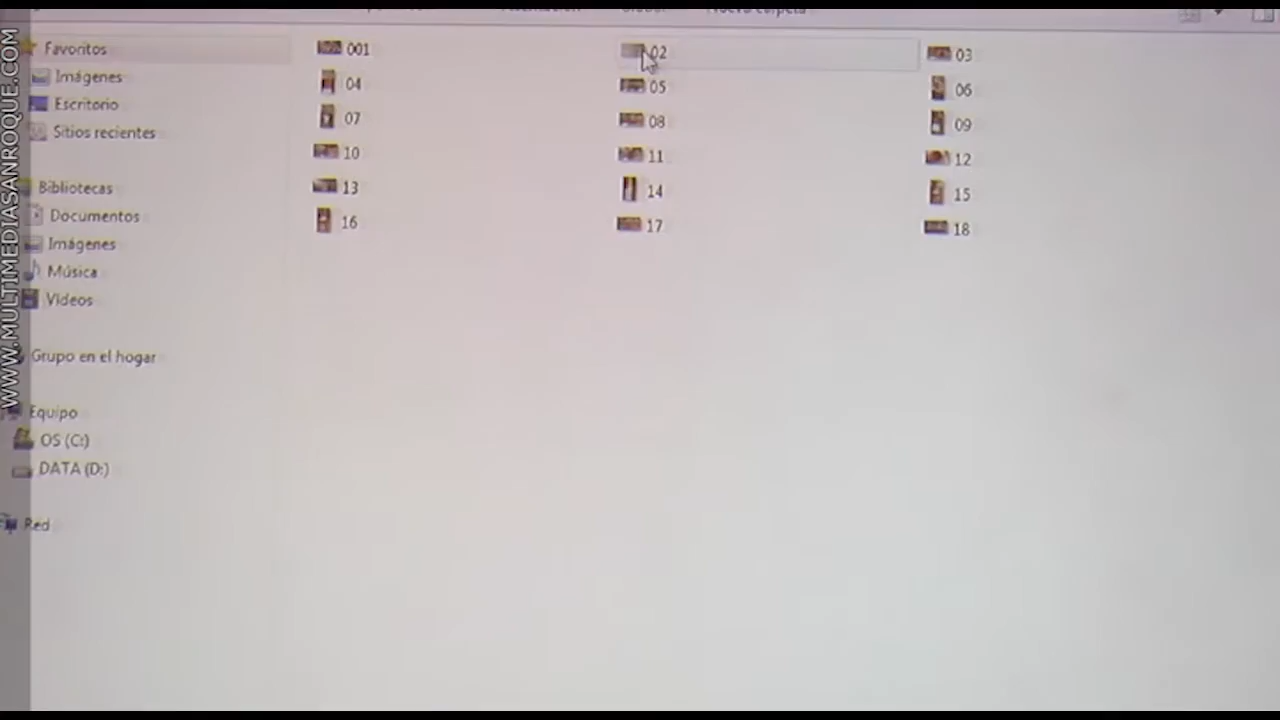 Nueva carpeta
Favoritos
Imágenes
Escritorio
Sitios recientes
Bibliotecas
Documentos
Imágenes
Música
Vídeos
Grupo en el hogar
Equipo
OS (C:)
DATA (D:)
Red
001
02
03
04
05
06
07
08
09
10
11
12
13
14
15
16
17
18
WWW.MULTIMEDIASANROQUE.COM